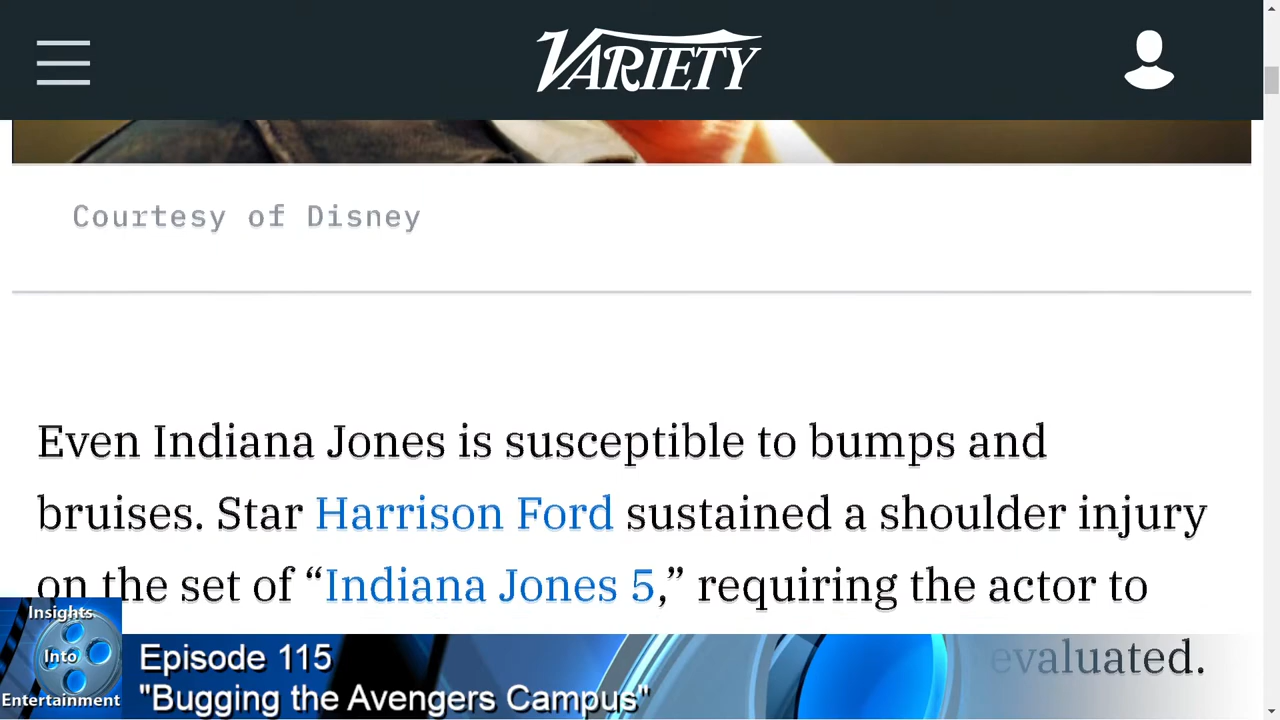 VARIETY
Courtesy of Disney
Even Indiana Jones is susceptible to bumps and
bruises. Star Harrison Ford sustained a shoulder injury
on the set of “Indiana Jones 5,” requiring the actor to
evaluated.
Insights
Into
Entertainment
Episode 115
"Bugging the Avengers Campus"